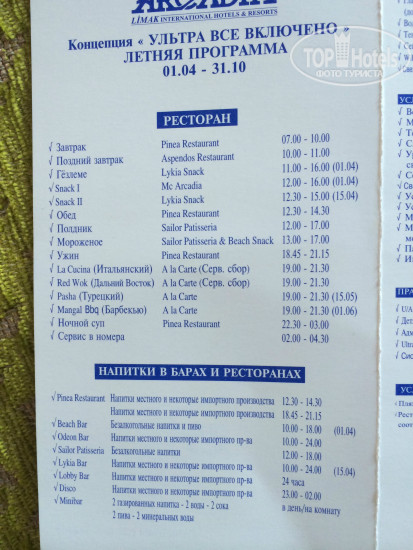 ARCADIA
LİMAK INTERNATIONAL HOTELS & RESORTS
Концепция « УЛЬТРА ВСЕ ВКЛЮЧЕНО »
ЛЕТНЯЯ ПРОГРАММА
01.04 - 31.10
TOP Hotels
ФОТО ТУРИСТА
РЕСТОРАН
√ Завтрак Pinea Restaurant 07.00 - 10.00
√ Поздний завтрак Aspendos Restaurant 10.00 - 11.00
√ Гёзлеме Lykia Snack 11.00 - 16.00 (01.04)
√ Snack I Mc Arcadia 12.00 - 16.00 (01.04)
√ Snack II Lykia Snack 12.30 - 15.00 (15.04)
√ Обед Pinea Restaurant 12.30 - 14.30
√ Полдник Sailor Patisseria 12.00 - 17.00
√ Мороженое Sailor Patisseria & Beach Snack 13.00 - 17.00
√ Ужин Pinea Restaurant 18.45 - 21.15
√ La Cucina (Итальянский) A la Carte (Серв. сбор) 19.00 - 21.30
√ Red Wok (Дальний Восток) A la Carte (Серв. сбор) 19.00 - 21.30
√ Pasha (Турецкий) A la Carte 19.00 - 21.30 (15.05)
√ Mangal Bbq (Барбекью) A la Carte 19.00 - 21.30 (01.06)
√ Ночной суп Pinea Restaurant 22.30 - 03.00
√ Сервис в номера 02.00 - 04.30
НАПИТКИ В БАРАХ И РЕСТОРАНАХ
√ Pinea Restaurant Напитки местного и некоторые импортного производства 12.30 - 14.30
Напитки местного и некоторые импортного производства 18.45 - 21.15
√ Beach Bar Безалкогольные напитки и пиво 10.00 - 18.00 (01.04)
√ Odeon Bar Напитки местного и некоторые импортного пр-ва 10.00 - 24.00
√ Sailor Patisseria Безалкогольные напитки 12.00 - 18.00
√ Lykia Bar Напитки местного и некоторые импортного пр-ва 10.00 - 24.00 (15.04)
√ Lobby Bar Напитки местного и некоторые импортного пр-ва 24 часа
√ Disco Напитки местного и некоторые импортного пр-ва 23.00 - 02.00
√ Minibar 2 газированных напитка - 2 воды - 2 сока в день/на комнату
2 пива - 2 минеральных воды